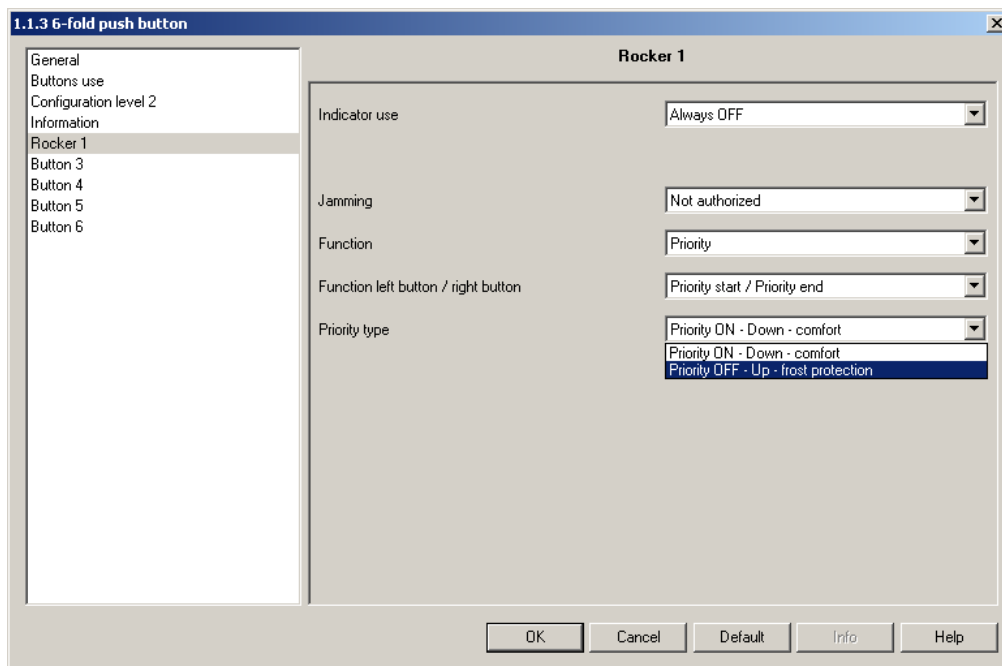 1.1.3 6-fold push button
General
Buttons use
Configuration level 2
Information
Rocker 1
Button 3
Button 4
Button 5
Button 6
Rocker 1
Indicator use
Always OFF
Jamming
Not authorized
Function
Priority
Function left button / right button
Priority start / Priority end
Priority type
Priority ON - Down - comfort
Priority ON - Down - comfort
Priority OFF - Up - frost protection
OK
Cancel
Default
Info
Help